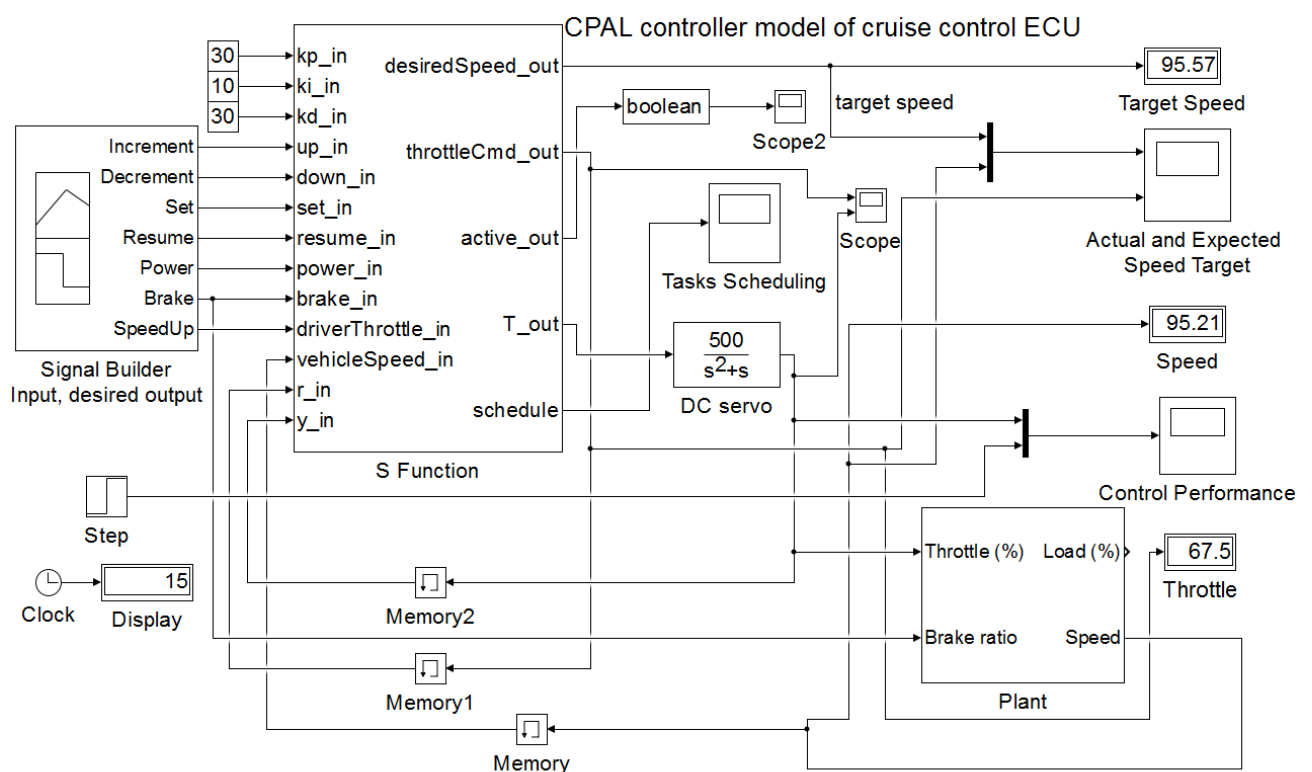 CPAL controller model of cruise control ECU
30
kp_in
10
ki_in
30
kd_in
Increment
up_in
Decrement
down_in
Set
set_in
Resume
resume_in
Power
power_in
Brake
brake_in
SpeedUp
driverThrottle_in
vehicleSpeed_in
r_in
y_in
desiredSpeed_out
throttleCmd_out
active_out
T_out
schedule
S Function
Signal Builder
Input, desired output
target speed
95.57
Target Speed
boolean
Scope2
Scope
Tasks Scheduling
Actual and Expected
Speed Target
500
s2+s
DC servo
95.21
Speed
Control Performance
Step
Clock
15
Display
Memory2
Memory1
Memory
Throttle (%)
Load (%)
Brake ratio
Speed
Plant
67.5
Throttle